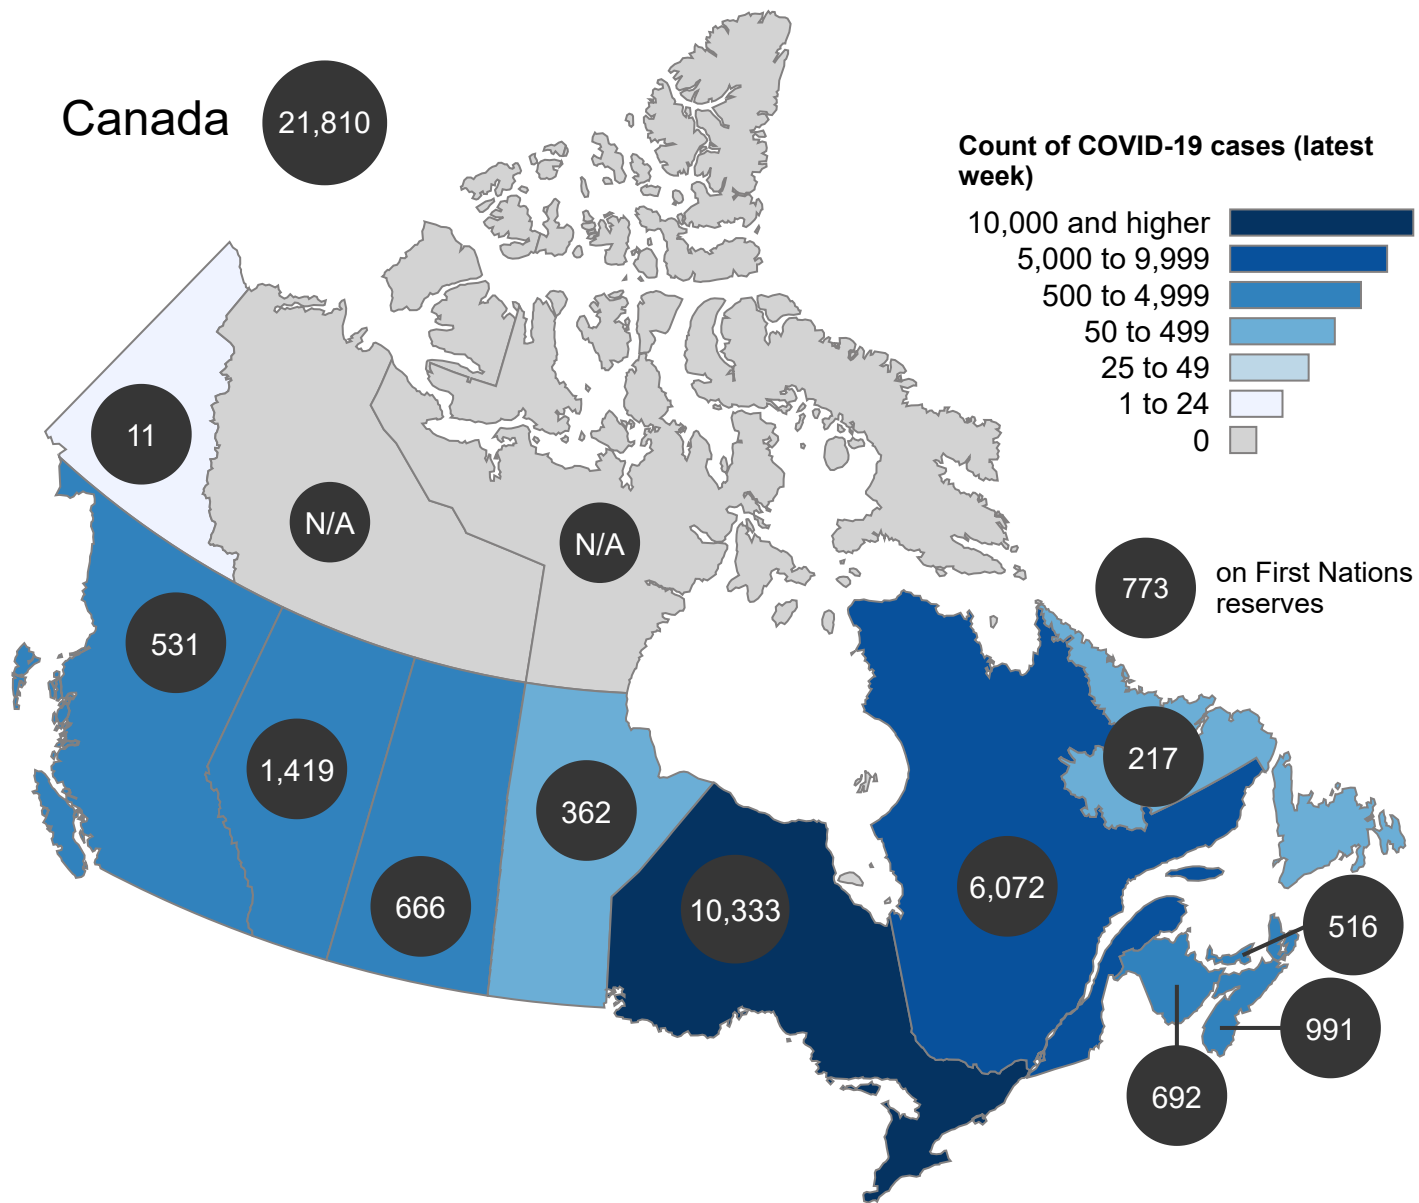 Canada
21,810
Count of COVID-19 cases (latest
week)
10,000 and higher
5,000 to 9,999
500 to 4,999
50 to 499
25 to 49
1 to 24
0
11
N/A
N/A
773
on First Nations
reserves
531
1,419
666
362
10,333
6,072
217
516
991
692